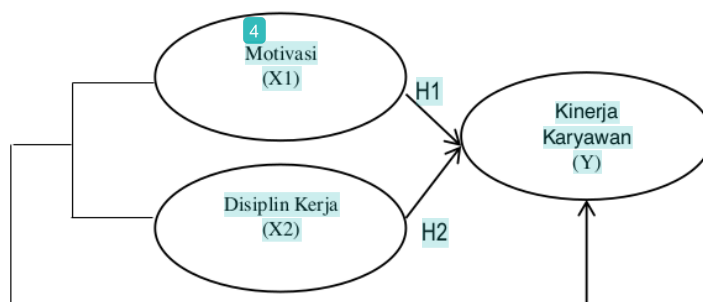 4
Motivasi
(X1)
H1
Kinerja
Karyawan
(Y)
Disiplin Kerja
(X2)
H2